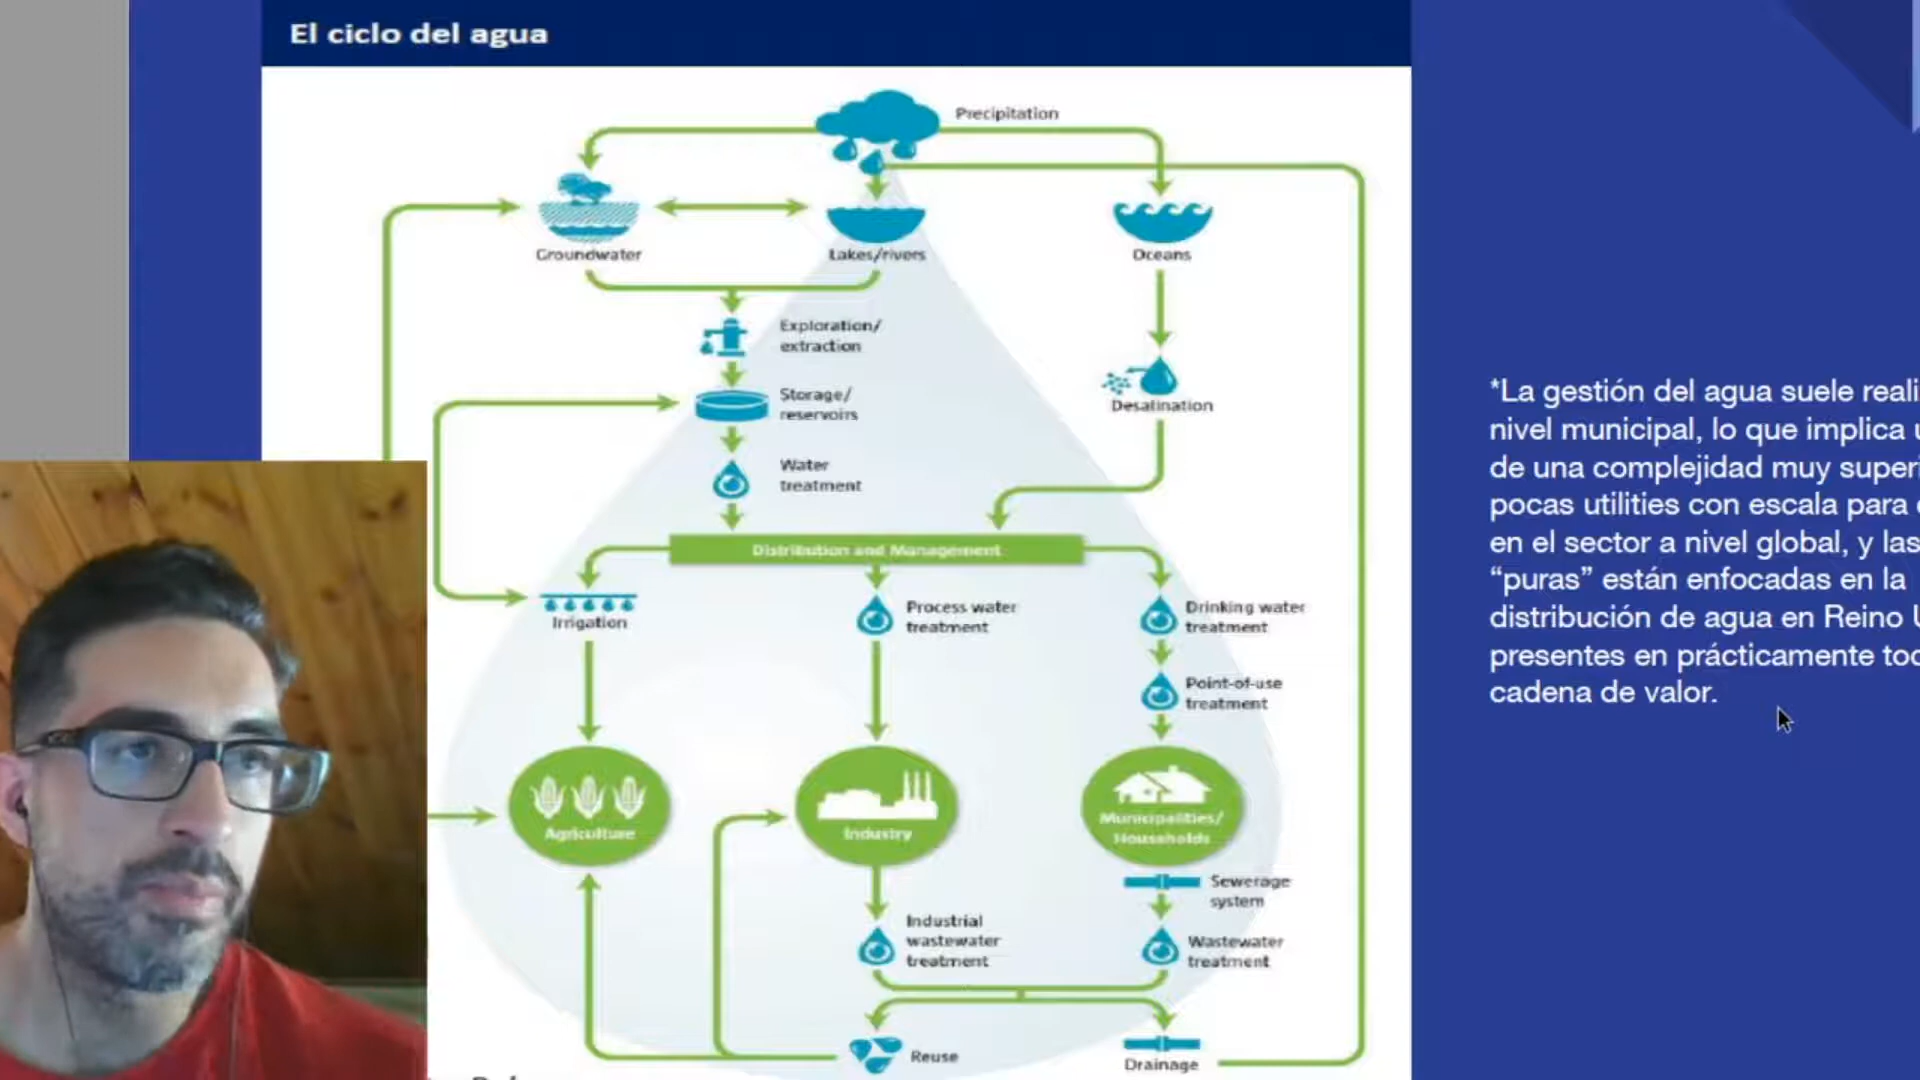 El ciclo del agua
Precipitation
Groundwater
Lakes/rivers
Oceans
Exploration/
extraction
Storage/
reservoirs
Desalination
Water
treatment
Distribution and Management
Irrigation
Process water
treatment
Drinking water
treatment
Point-of-use
treatment
Agriculture
Industry
Municipalities/
Households
Sewerage
system
Industrial
wastewater
treatment
Wastewater
treatment
Reuse
Drainage
*La gestión del agua suele
nivel municipal, lo que implica
de una complejidad muy
pocas utilities con escala para
en el sector a nivel global, y las
“puras” están enfocadas en la
distribución de agua en Reino
presentes en prácticamente
cadena de valor.